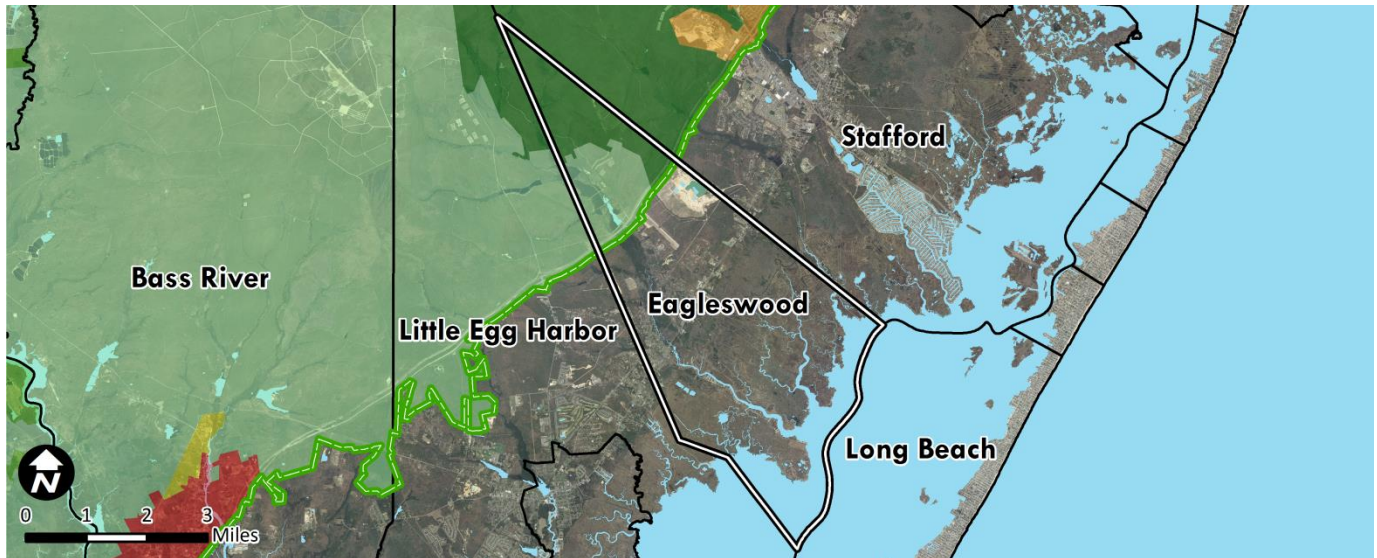 Stafford
Bass River
Eagleswood
Little Egg Harbor
Long Beach
N
0 1 2 3
Miles